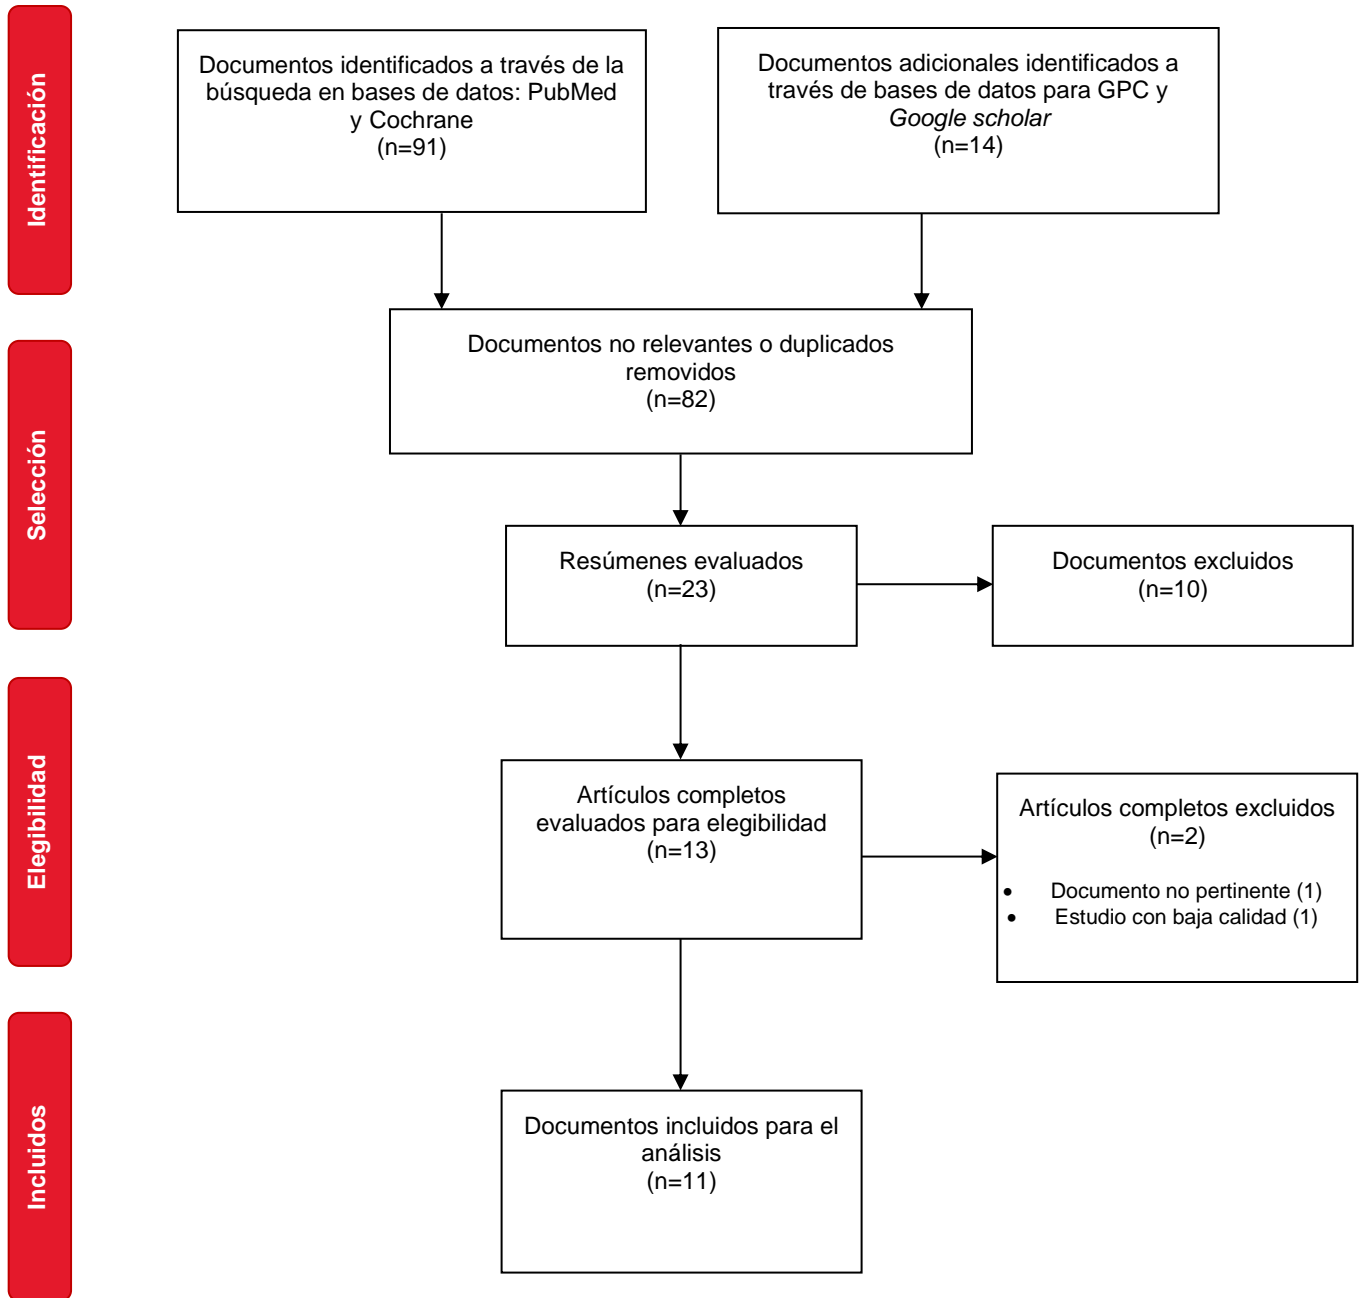 Identificación
Documentos identificados a través de la
búsqueda en bases de datos: PubMed
y Cochrane
(n=91)
Documentos adicionales identificados a
través de bases de datos para GPC y
Google scholar
(n=14)
Selección
Documentos no relevantes o duplicados
removidos
(n=82)
Resúmenes evaluados
(n=23)
Documentos excluidos
(n=10)
Elegibilidad
Artículos completos
evaluados para elegibilidad
(n=13)
Artículos completos excluidos
(n=2)
• Documento no pertinente (1)
• Estudio con baja calidad (1)
Incluidos
Documentos incluidos para el
análisis
(n=11)